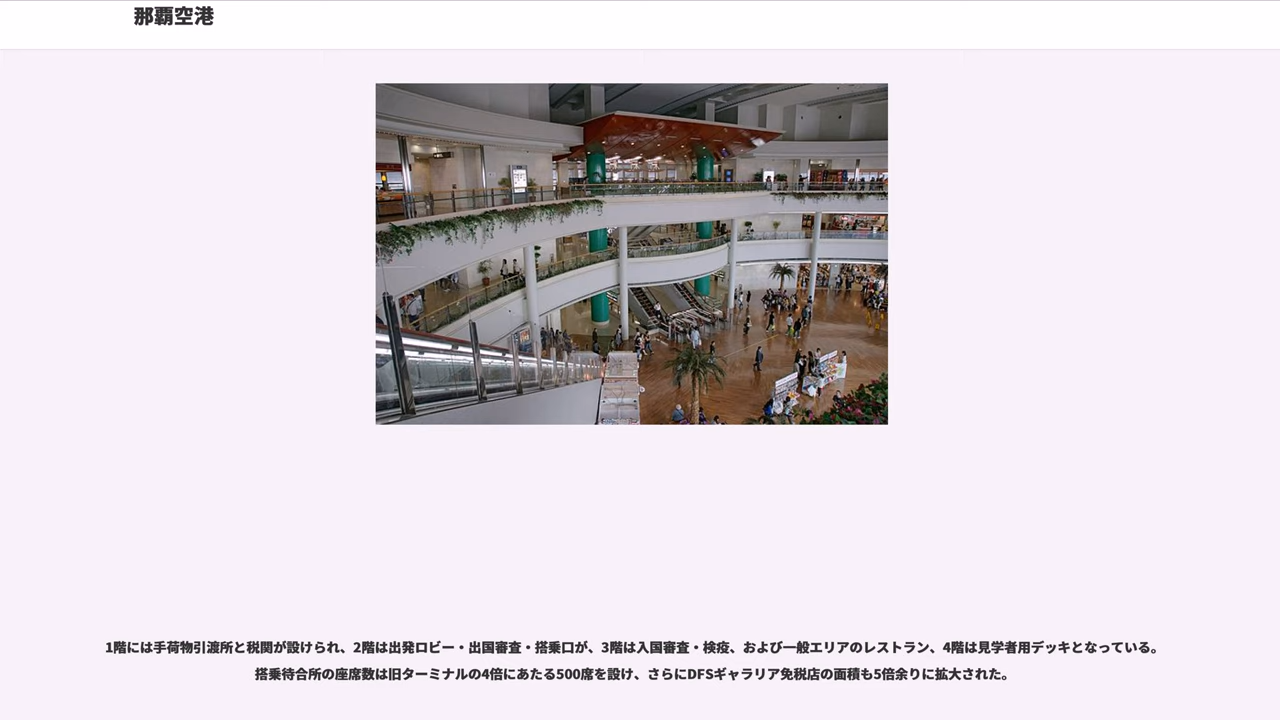 那覇空港
1階には手荷物引渡所と税関が設けられ、2階は出発ロビー・出国審査・搭乗口が、3階は入国審査・検疫、および一般エリアのレストラン、4階は見学者用デッキとなっている。
搭乗待合所の座席数は旧ターミナルの4倍にあたる500席を設け、さらにDFSギャラリア免税店の面積も5倍余りに拡大された。